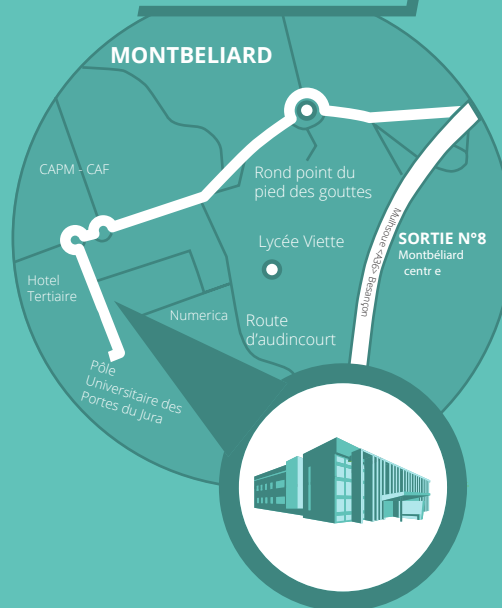 MONTBELIARD
CAPM - CAF
Rond point du
pied des gouttes
Lycée Viette
Mulhsoue <A36> Besançon
SORTIE N°8
Montbéliard
centr e
Hotel
Tertiaire
Numerica
Route
d’audincourt
Pôle
Universitaire des
Portes du Jura